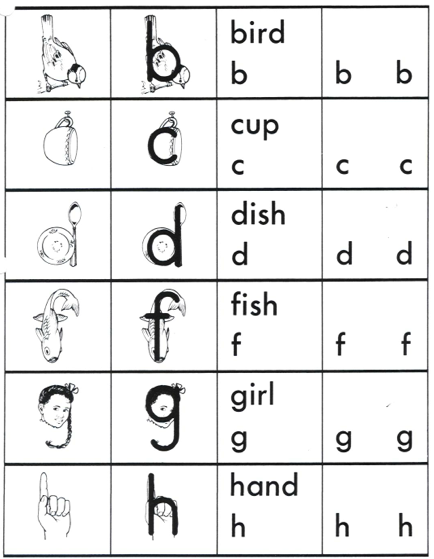 b
bird
b b b
c
cup
c c c
d
dish
d d d
f
fish
f f f
g
girl
g g g
h
hand
h h h